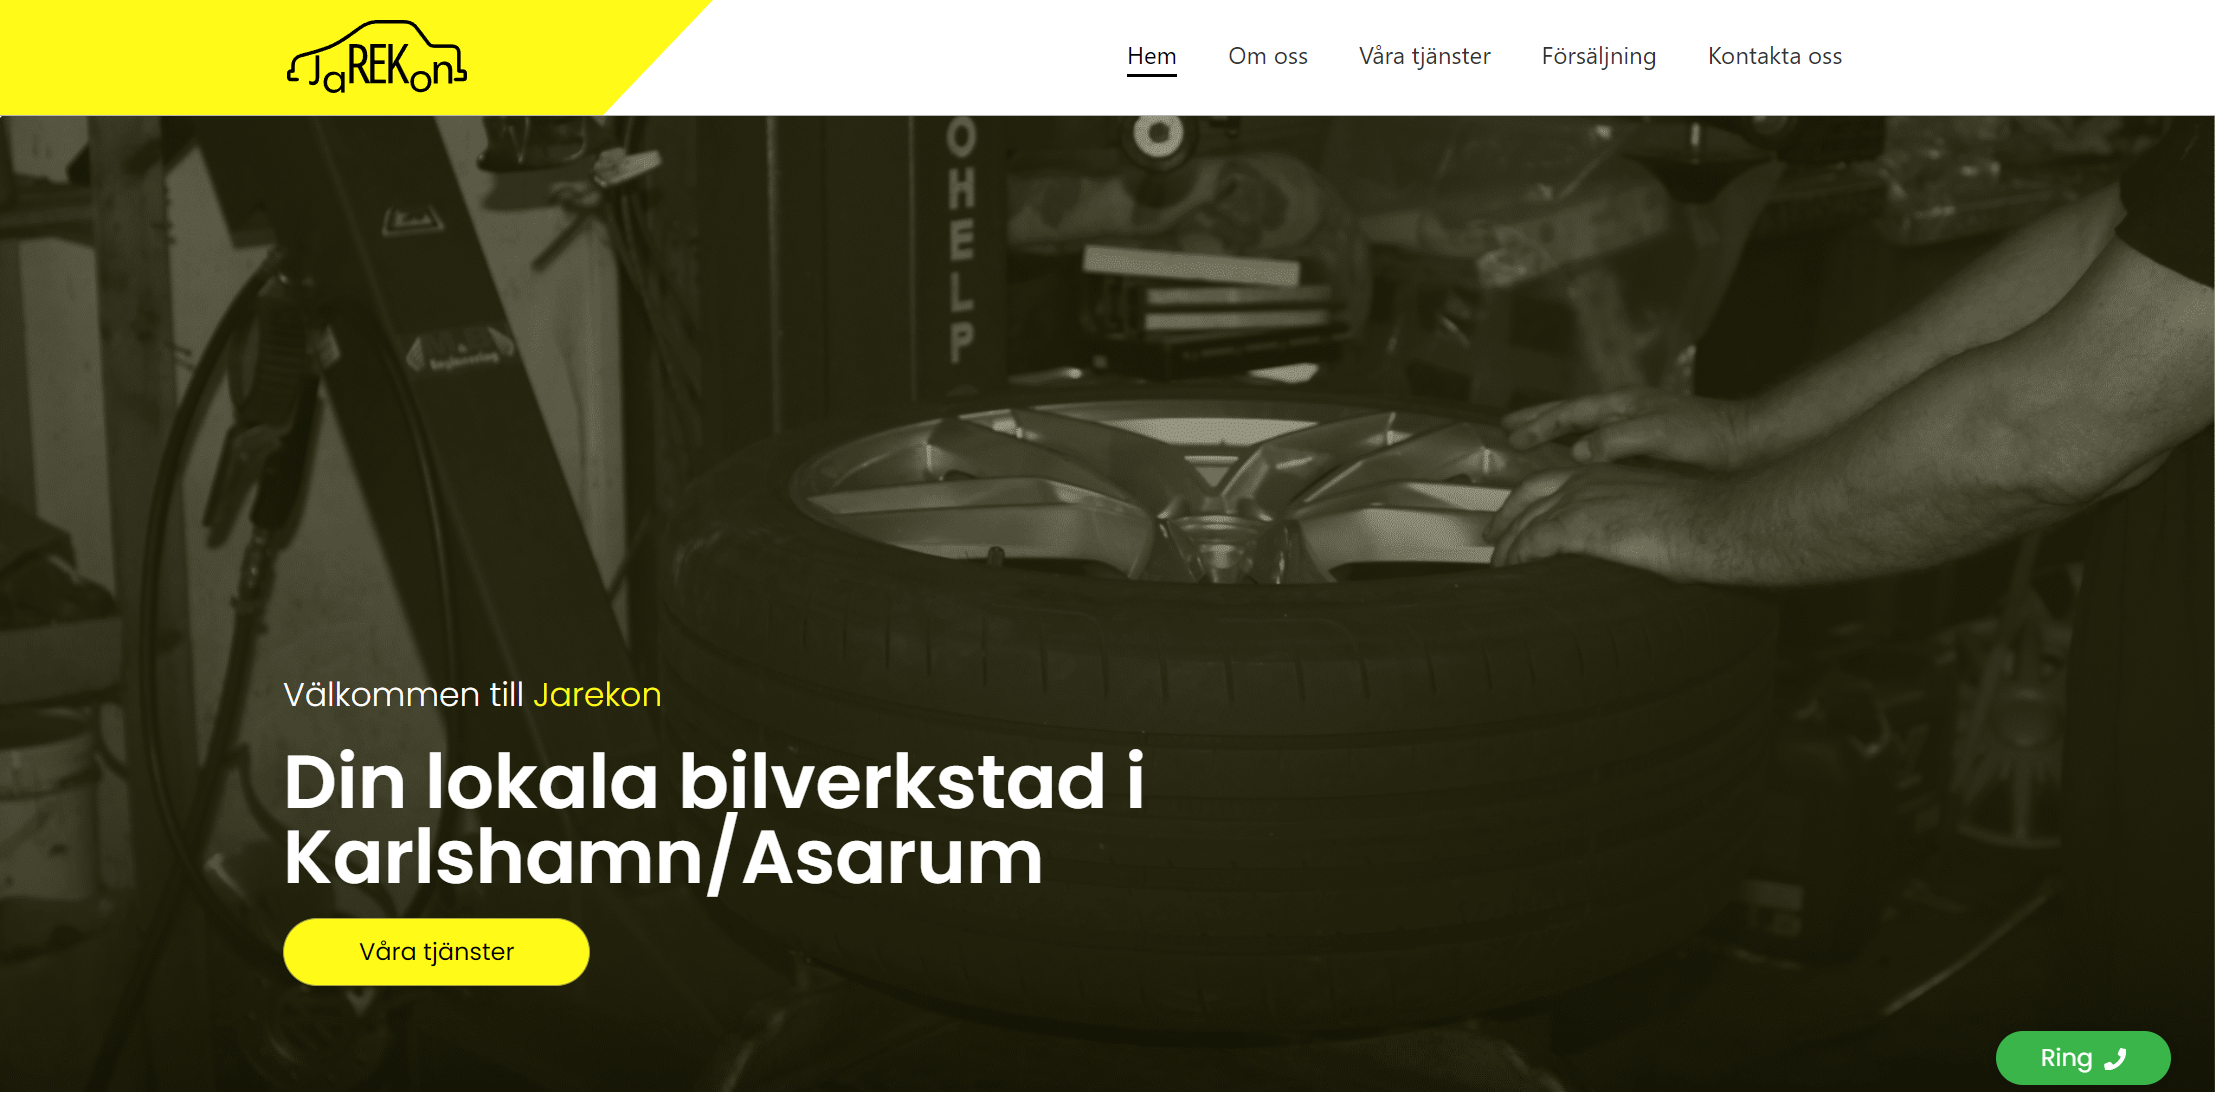 JaREKon
Hem
Om oss
Våra tjänster
Försäljning
Kontakta oss
OHELP
Välkommen till Jarekon
Din lokala bilverkstad i
Karlshamn/Asarum
Våra tjänster
Ring